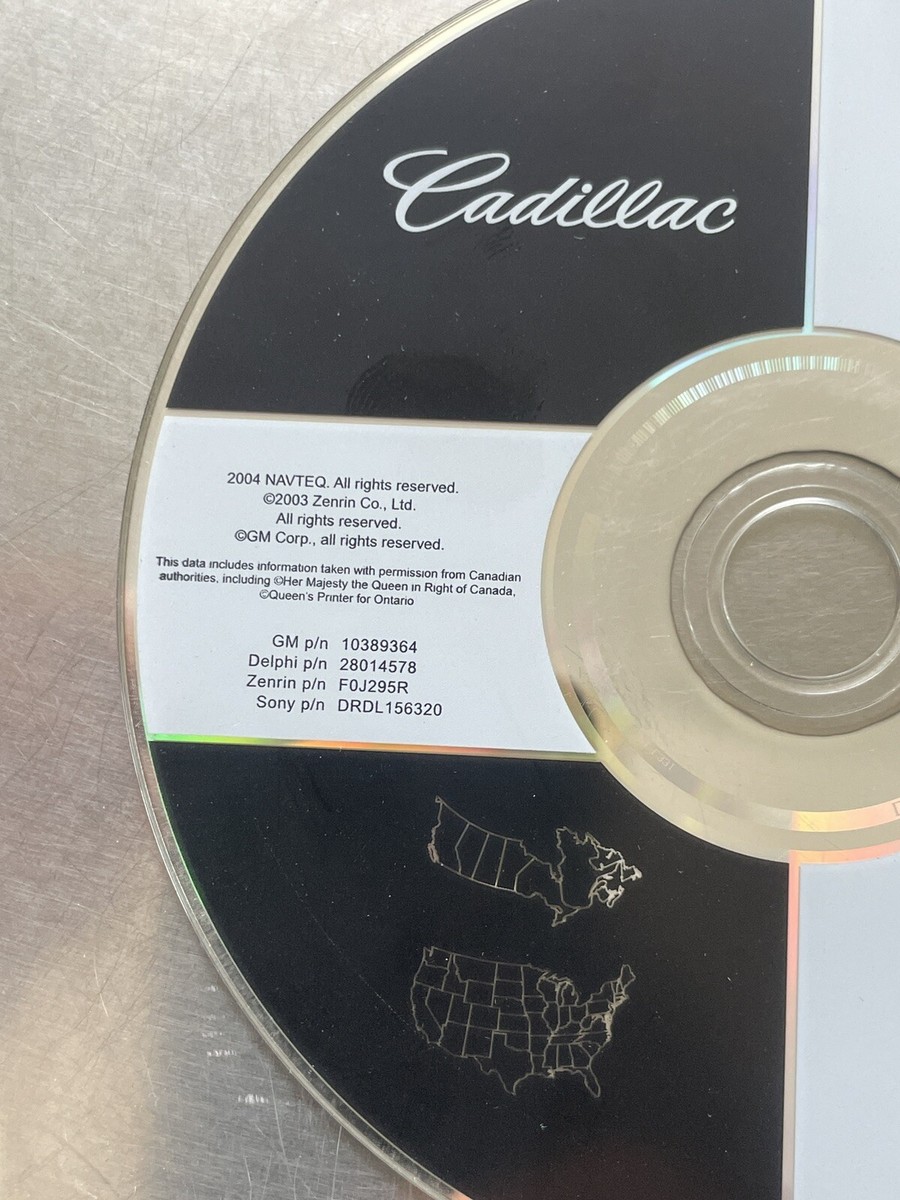 Cadillac
2004 NAVTEQ. All rights reserved.
©2003 Zenrin Co., Ltd.
All rights reserved.
©GM Corp., all rights reserved.
This data includes information taken with permission from Canadian
authorities, including ©Her Majesty the Queen in Right of Canada,
©Queen's Printer for Ontario
GM p/n 10389364
Delphi p/n 28014578
Zenrin p/n F0J295R
Sony p/n DRDL156320